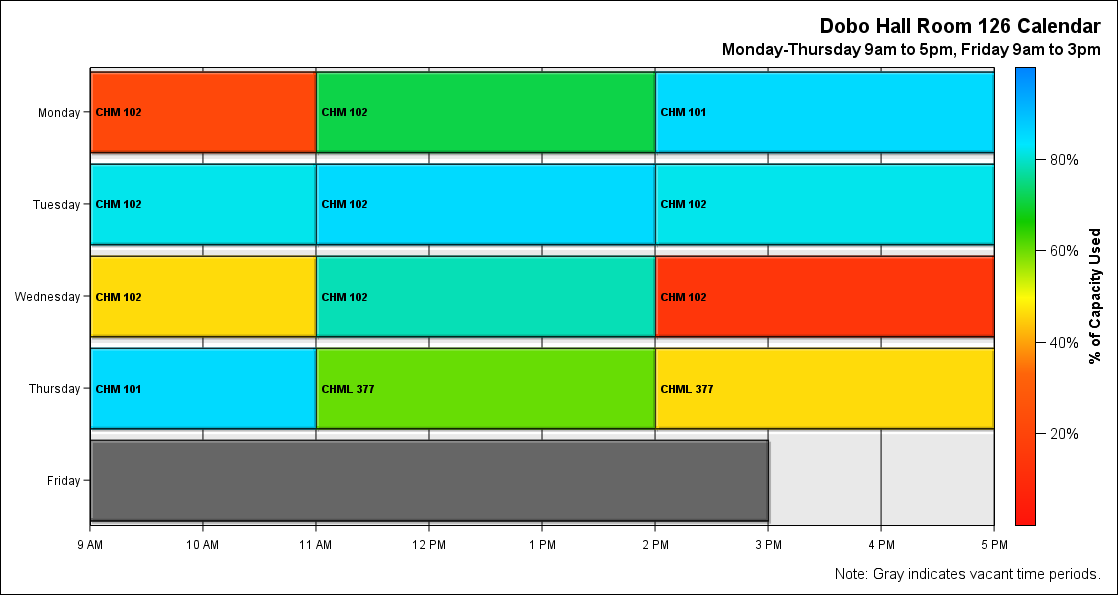 Dobo Hall Room 126 Calendar
Monday-Thursday 9am to 5pm, Friday 9am to 3pm
Monday
CHM 102
CHM 102
CHM 101
Tuesday
CHM 102
CHM 102
CHM 102
Wednesday
CHM 102
CHM 102
CHM 102
Thursday
CHM 101
CHML 377
CHML 377
Friday
9 AM
10 AM
11 AM
12 PM
1 PM
2 PM
3 PM
4 PM
5 PM
80%
60%
40%
20%
% of Capacity Used
Note: Gray indicates vacant time periods.